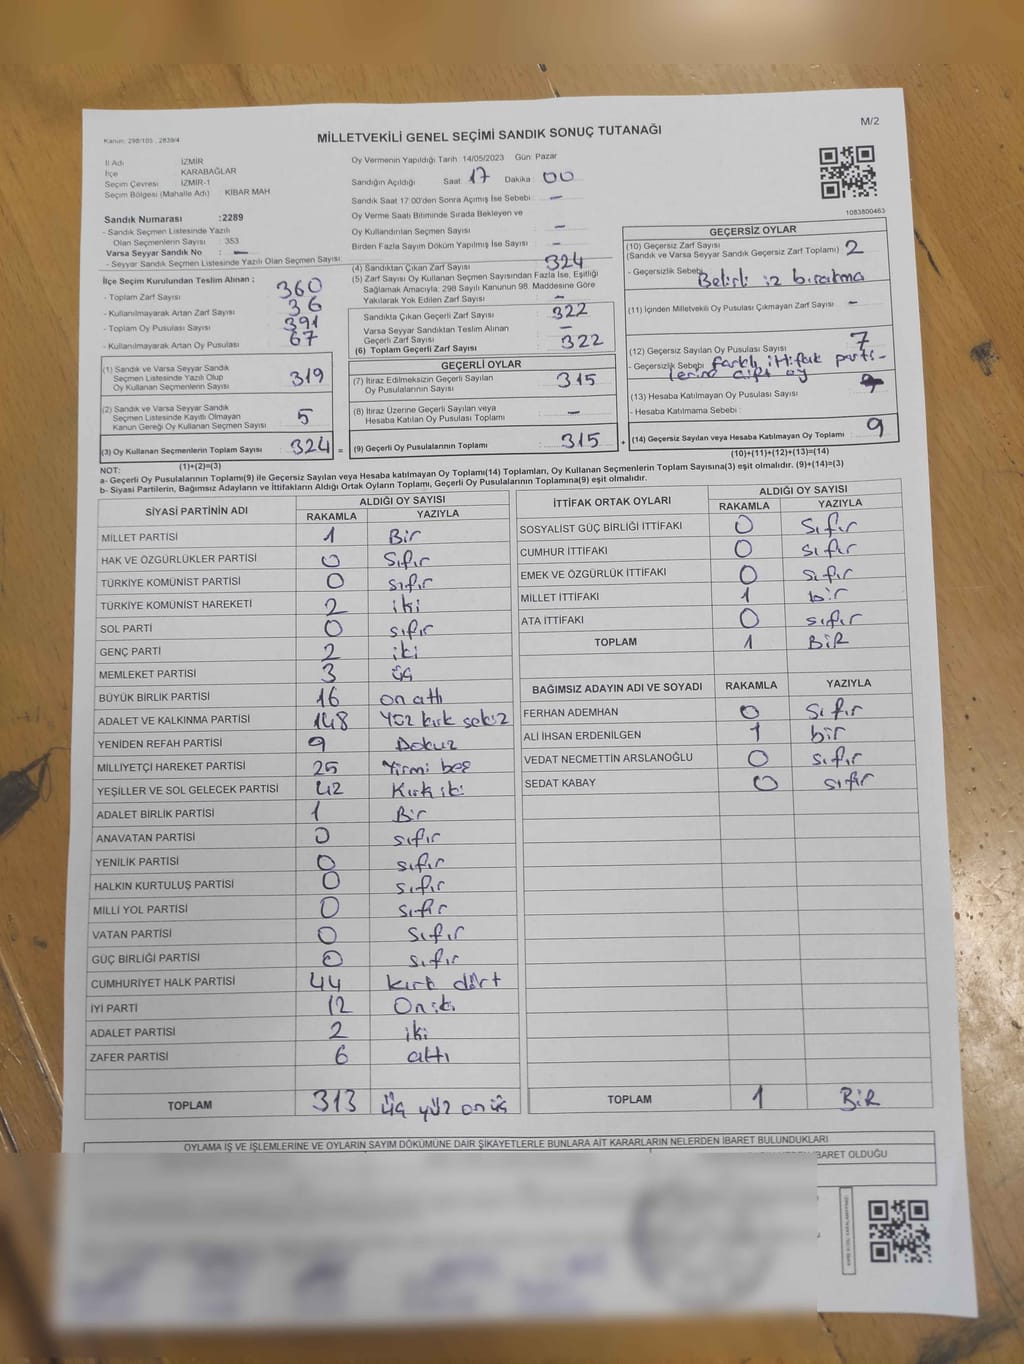 M/2
Kanun: 298/105 , 2839/4
MİLLETVEKİLİ GENEL SEÇİMİ SANDIK SONUÇ TUTANAĞI
İl Adı : İZMİR
İlçe : KARABAĞLAR
Seçim Çevresi : İZMİR-1
Seçim Bölgesi (Mahalle Adı) : KİBAR MAH
Sandık Numarası :2289
- Sandık Seçmen Listesinde Yazılı
Olan Seçmenlerin Sayısı : 353
Varsa Seyyar Sandık No : —
- Seyyar Sandık Seçmen Listesinde Yazılı Olan Seçmen Sayısı:
Oy Vermenin Yapıldığı Tarih :14/05/2023 Gün: Pazar
Sandığın Açıldığı Saat 17 Dakika : 00
Sandık Saat 17:00'den Sonra Açılmış İse Sebebi : —
Oy Verme Saati Bitiminde Sırada Bekleyen ve
Oy Kullandırılan Seçmen Sayısı : —
Birden Fazla Sayım Döküm Yapılmış İse Sayısı : —
1083800463
İlçe Seçim Kurulundan Teslim Alınan :
- Toplam Zarf Sayısı : 360
- Kullanılmayarak Artan Zarf Sayısı : 36
- Toplam Oy Pusulası Sayısı : 391
- Kullanılmayarak Artan Oy Pusulası : 67
(1) Sandık ve Varsa Seyyar Sandık
Seçmen Listesinde Yazılı Olup
Oy Kullanan Seçmenlerin Sayısı : 319
(2) Sandık ve Varsa Seyyar Sandık
Seçmen Listesinde Kayıtlı Olmayan
Kanun Gereği Oy Kullanan Seçmen Sayısı : 5
(3) Oy Kullanan Seçmenlerin Toplam Sayısı : 324 =
(1)+(2)=(3)
(4) Sandıktan Çıkan Zarf Sayısı : 324
(5) Zarf Sayısı Oy Kullanan Seçmen Sayısından Fazla İse, Eşitliği
Sağlamak Amacıyla: 298 Sayılı Kanunun 98. Maddesine Göre
Yakılarak Yok Edilen Zarf Sayısı : —
Sandıkta Çıkan Geçerli Zarf Sayısı : 322
Varsa Seyyar Sandıktan Teslim Alınan
Geçerli Zarf Sayısı : —
(6) Toplam Geçerli Zarf Sayısı : 322
GEÇERLİ OYLAR
(7) İtiraz Edilmeksizin Geçerli Sayılan
Oy Pusulalarının Sayısı : 315
(8) İtiraz Üzerine Geçerli Sayılan veya
Hesaba Katılan Oy Pusulası Toplamı : —
(9) Geçerli Oy Pusulalarının Toplamı : 315 +
GEÇERSİZ OYLAR
(10) Geçersiz Zarf Sayısı
(Sandık ve Varsa Seyyar Sandık Geçersiz Zarf Toplamı) : 2
- Geçersizlik Sebebi : Belirli iz bırakma
(11) İçinden Milletvekili Oy Pusulası Çıkmayan Zarf Sayısı : —
(12) Geçersiz Sayılan Oy Pusulası Sayısı : 7
- Geçersizlik Sebebi : farklı ittifak parti-
lerine çift oy
(13) Hesaba Katılmayan Oy Pusulası Sayısı :
- Hesaba Katılmama Sebebi :
(14) Geçersiz Sayılan veya Hesaba Katılmayan Oy Toplamı : 9
(10)+(11)+(12)+(13)=(14)
NOT:
a- Geçerli Oy Pusulalarının Toplamı(9) ile Geçersiz Sayılan veya Hesaba katılmayan Oy Toplamı(14) Toplamları, Oy Kullanan Seçmenlerin Toplam Sayısına(3) eşit olmalıdır. (9)+(14)=(3)
b- Siyasi Partilerin, Bağımsız Adayların ve İttifakların Aldığı Ortak Oyların Toplamı, Geçerli Oy Pusulalarının Toplamına(9) eşit olmalıdır.
SİYASİ PARTİNİN ADI ALDIĞI OY SAYISI
RAKAMLA YAZIYLA
MİLLET PARTİSİ 1 Bir
HAK VE ÖZGÜRLÜKLER PARTİSİ 0 Sıfır
TÜRKİYE KOMÜNİST PARTİSİ 0 sıfır
TÜRKİYE KOMÜNİST HAREKETİ 2 iki
SOL PARTİ 0 sıfır
GENÇ PARTİ 2 iki
MEMLEKET PARTİSİ 3 üç
BÜYÜK BİRLİK PARTİSİ 16 on altı
ADALET VE KALKINMA PARTİSİ 148 Yüz kırk sekiz
YENİDEN REFAH PARTİSİ 9 Dokuz
MİLLİYETÇİ HAREKET PARTİSİ 25 Yirmi beş
YEŞİLLER VE SOL GELECEK PARTİSİ 42 Kırk iki
ADALET BİRLİK PARTİSİ 1 Bir
ANAVATAN PARTİSİ 0 sıfır
YENİLİK PARTİSİ 0 sıfır
HALKIN KURTULUŞ PARTİSİ 0 sıfır
MİLLİ YOL PARTİSİ 0 sıfır
VATAN PARTİSİ 0 sıfır
GÜÇ BİRLİĞİ PARTİSİ 0 sıfır
CUMHURİYET HALK PARTİSİ 44 kırk dört
İYİ PARTİ 12 On iki
ADALET PARTİSİ 2 iki
ZAFER PARTİSİ 6 altı
TOPLAM 313 üç yüz on üç
İTTİFAK ORTAK OYLARI ALDIĞI OY SAYISI
RAKAMLA YAZIYLA
SOSYALİST GÜÇ BİRLİĞİ İTTİFAKI 0 Sıfır
CUMHUR İTTİFAKI 0 sıfır
EMEK VE ÖZGÜRLÜK İTTİFAKI 0 sıfır
MİLLET İTTİFAKI 1 bir
ATA İTTİFAKI 0 sıfır
TOPLAM 1 BİR
BAĞIMSIZ ADAYIN ADI VE SOYADI RAKAMLA YAZIYLA
FERHAN ADEMHAN 0 Sıfır
ALİ İHSAN ERDENİLGEN 1 bir
VEDAT NECMETTİN ARSLANOĞLU 0 sıfır
SEDAT KABAY 0 sıfır
TOPLAM 1 BİR
OYLAMA İŞ VE İŞLEMLERİNE VE OYLARIN SAYIM DÖKÜMÜNE DAİR ŞİKAYETLERLE BUNLARA AİT KARARLARIN NELERDEN İBARET BULUNDUKLARI
BARET OLDUĞU